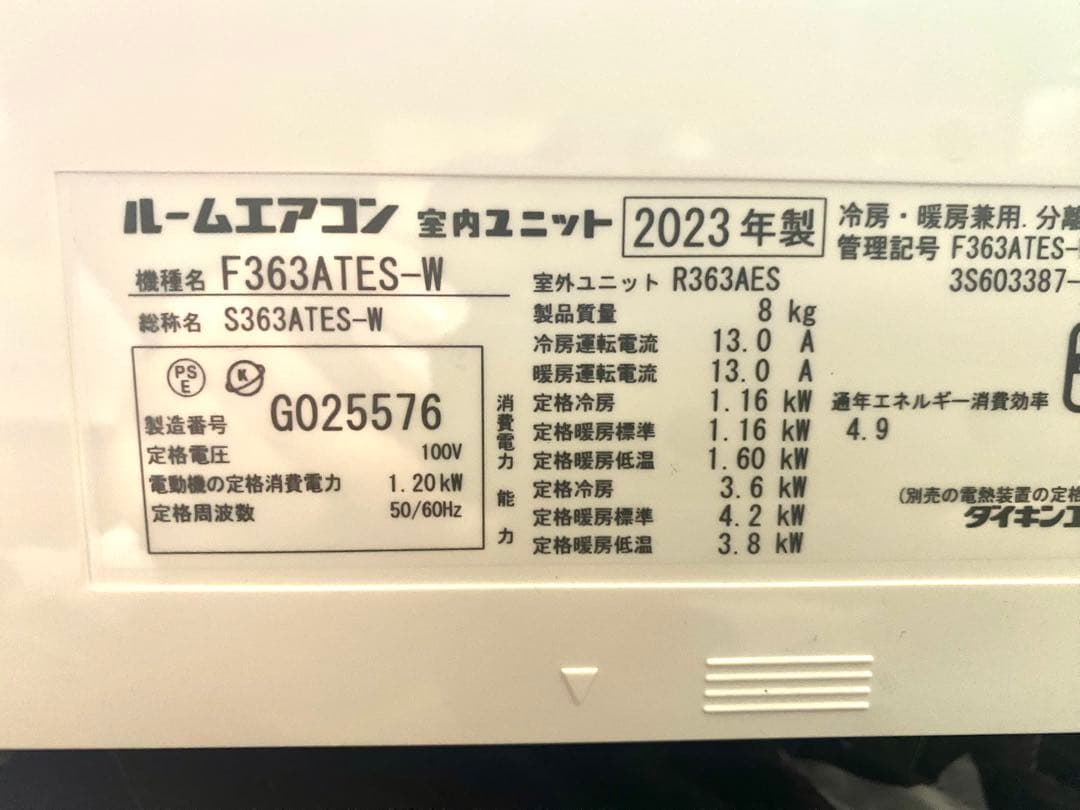 ルームエアコン 室内ユニット 2023年製 冷房・暖房兼用.分離
機種名 F363ATES-W
総称名 S363ATES-W
管理記号 F363ATES-
3S603387-
室外ユニット R363AES
製品質量 8 kg
冷房運転電流 13.0 A
暖房運転電流 13.0 A
消費電力
定格冷房 1.16 kW
定格暖房標準 1.16 kW
定格暖房低温 1.60 kW
能力
定格冷房 3.6 kW
定格暖房標準 4.2 kW
定格暖房低温 3.8 kW
PS
E
K
製造番号 G025576
定格電圧 100V
電動機の定格消費電力 1.20kW
定格周波数 50/60Hz
通年エネルギー消費効率
4.9
(別売の電熱装置の定格
ダイキン工